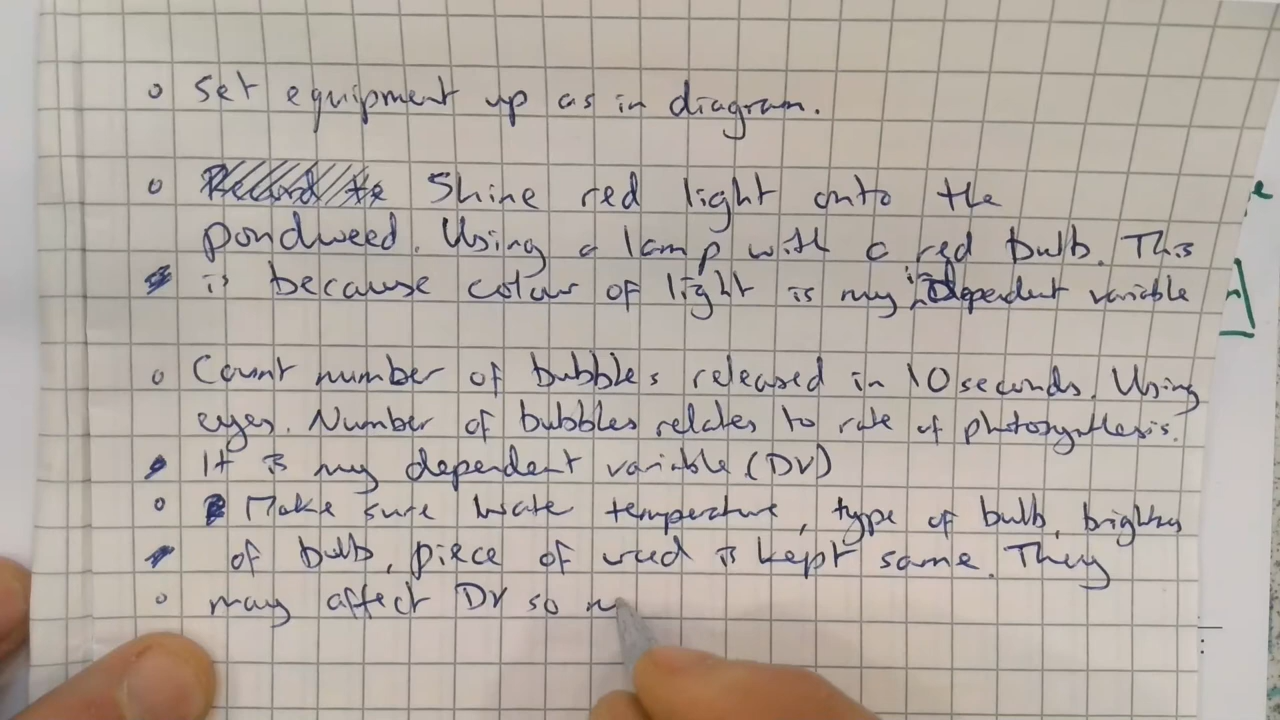 o Set equipment up as in diagram.
o Shine red light onto the
pondweed. Using a lamp with a red bulb. This
is because colour of light is my independent variable
o Count number of bubbles released in 10 seconds. Using
eyes. Number of bubbles relates to rate of photosynthesis.
It is my dependent variable (DV)
o Make sure water temperature, type of bulb, brightness
of bulb, piece of weed is kept same. They
o may affect DV so